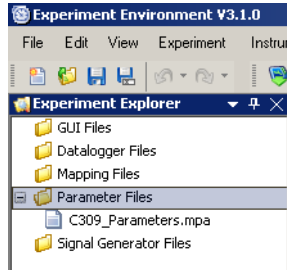 Experiment Environment V3.1.0
File Edit View Experiment
Experiment Explorer
GUI Files
Datalogger Files
Mapping Files
Parameter Files
C309_Parameters.mpa
Signal Generator Files